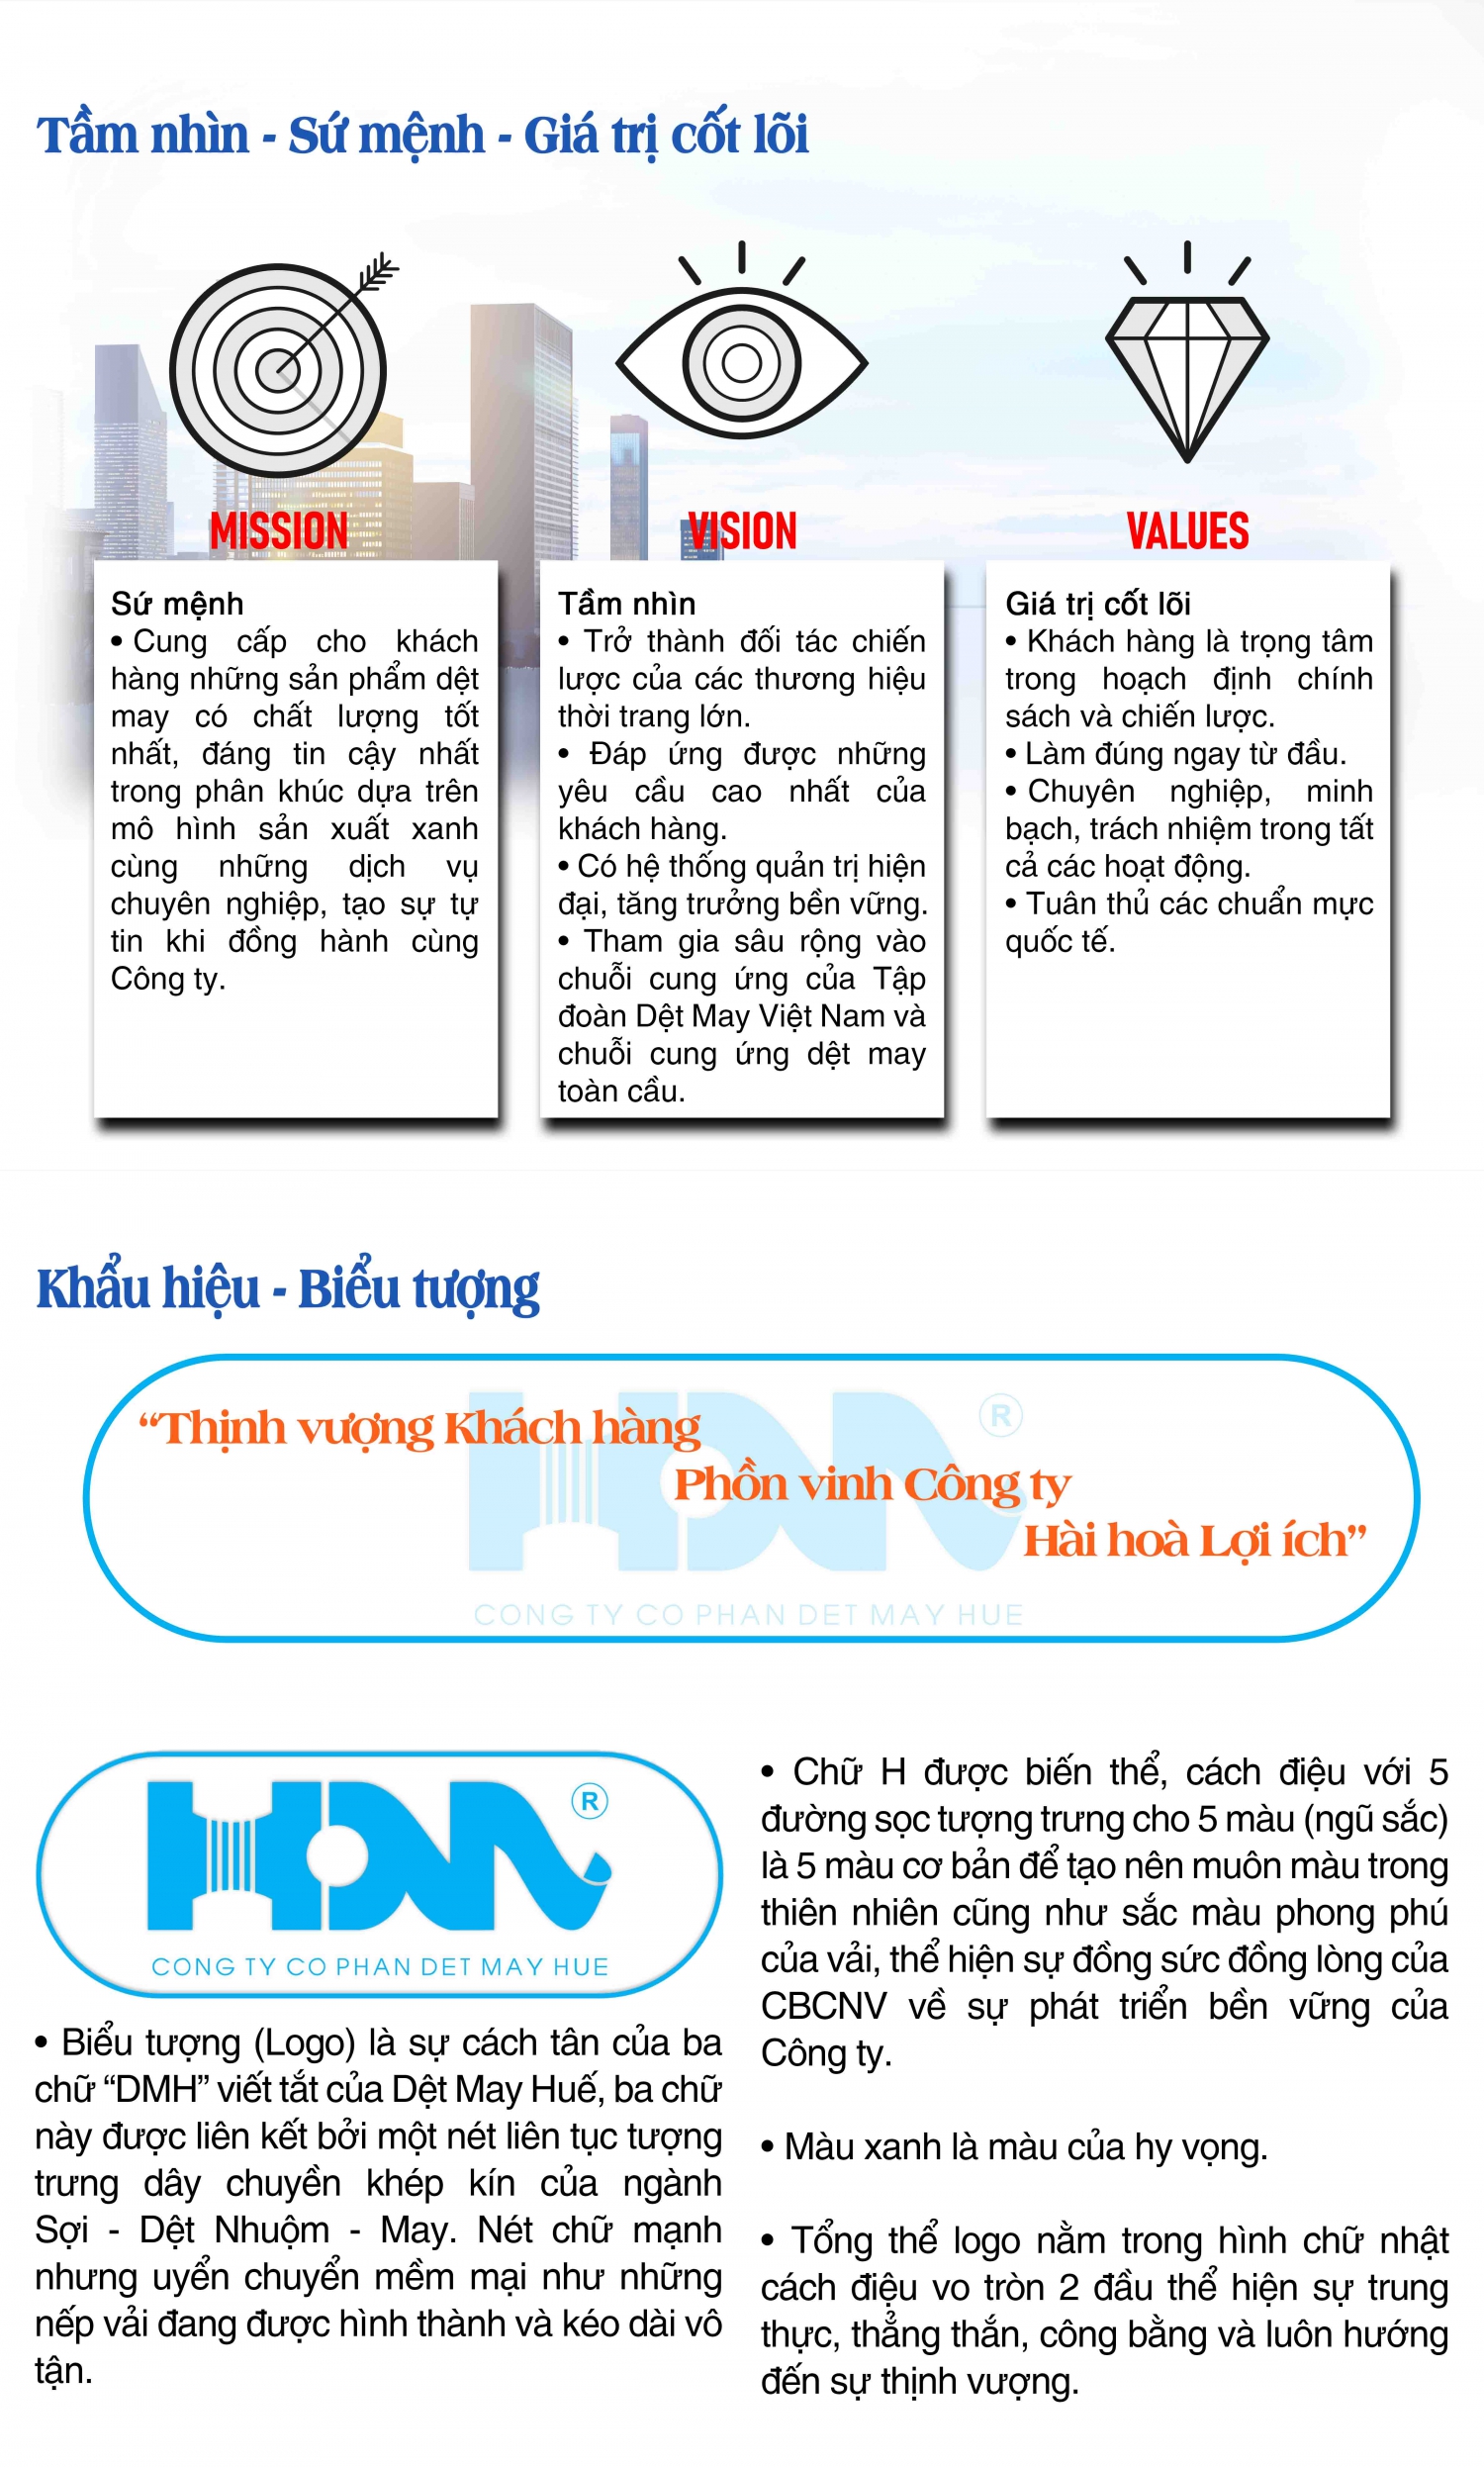 Tầm nhìn - Sứ mệnh - Giá trị cốt lõi
MISSION
Sứ mệnh
• Cung cấp cho khách
hàng những sản phẩm dệt
may có chất lượng tốt
nhất, đáng tin cậy nhất
trong phân khúc dựa trên
mô hình sản xuất xanh
cùng những dịch vụ
chuyên nghiệp, tạo sự tự
tin khi đồng hành cùng
Công ty.
VISION
Tầm nhìn
• Trở thành đối tác chiến
lược của các thương hiệu
thời trang lớn.
• Đáp ứng được những
yêu cầu cao nhất của
khách hàng.
• Có hệ thống quản trị hiện
đại, tăng trưởng bền vững.
• Tham gia sâu rộng vào
chuỗi cung ứng của Tập
đoàn Dệt May Việt Nam và
chuỗi cung ứng dệt may
toàn cầu.
VALUES
Giá trị cốt lõi
• Khách hàng là trọng tâm
trong hoạch định chính
sách và chiến lược.
• Làm đúng ngay từ đầu.
• Chuyên nghiệp, minh
bạch, trách nhiệm trong tất
cả các hoạt động.
• Tuân thủ các chuẩn mực
quốc tế.
Khẩu hiệu - Biểu tượng
“Thịnh vượng Khách hàng
Phồn vinh Công ty
Hài hoà Lợi ích”
HDM ®
CONG TY CO PHAN DET MAY HUE
HDM ®
CONG TY CO PHAN DET MAY HUE
• Biểu tượng (Logo) là sự cách tân của ba
chữ “DMH” viết tắt của Dệt May Huế, ba chữ
này được liên kết bởi một nét liên tục tượng
trưng dây chuyền khép kín của ngành
Sợi - Dệt Nhuộm - May. Nét chữ mạnh
nhưng uyển chuyển mềm mại như những
nếp vải đang được hình thành và kéo dài vô
tận.
• Chữ H được biến thể, cách điệu với 5
đường sọc tượng trưng cho 5 màu (ngũ sắc)
là 5 màu cơ bản để tạo nên muôn màu trong
thiên nhiên cũng như sắc màu phong phú
của vải, thể hiện sự đồng sức đồng lòng của
CBCNV về sự phát triển bền vững của
Công ty.
• Màu xanh là màu của hy vọng.
• Tổng thể logo nằm trong hình chữ nhật
cách điệu vo tròn 2 đầu thể hiện sự trung
thực, thẳng thắn, công bằng và luôn hướng
đến sự thịnh vượng.